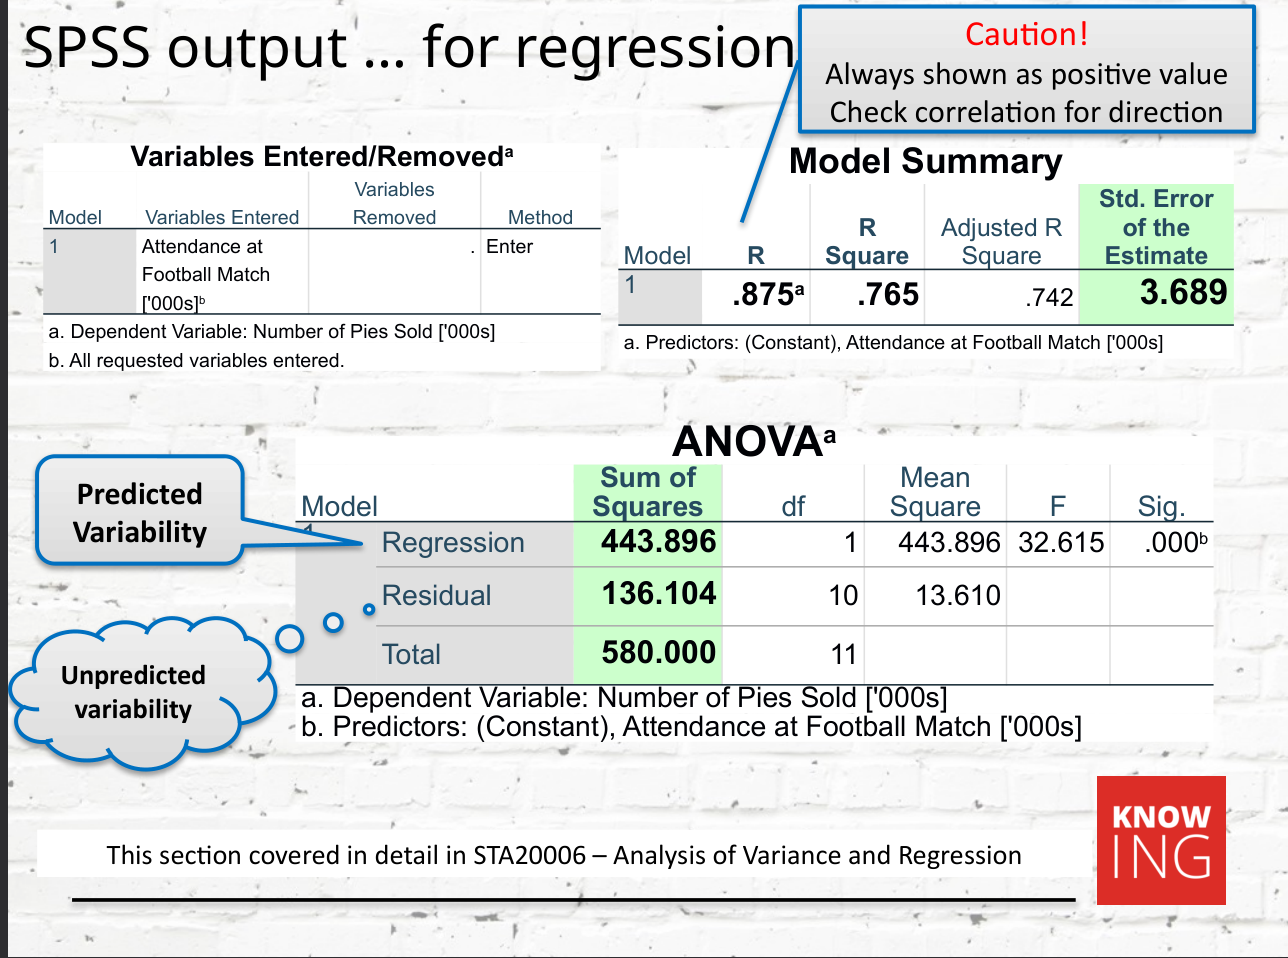 SPSS output ... for regression
Caution!
Always shown as positive value
Check correlation for direction
Variables Entered/Removedᵃ
Model Variables Entered Variables Removed Method
1 Attendance at Football Match ['000s]ᵇ . Enter
a. Dependent Variable: Number of Pies Sold ['000s]
b. All requested variables entered.
Model Summary
Model R R Square Adjusted R Square Std. Error of the Estimate
1 .875ᵃ .765 .742 3.689
a. Predictors: (Constant), Attendance at Football Match ['000s]
Predicted
Variability
Unpredicted
variability
ANOVAᵃ
Model Sum of Squares df Mean Square F Sig.
1 Regression 443.896 1 443.896 32.615 .000ᵇ
Residual 136.104 10 13.610
Total 580.000 11
a. Dependent Variable: Number of Pies Sold ['000s]
b. Predictors: (Constant), Attendance at Football Match ['000s]
This section covered in detail in STA20006 – Analysis of Variance and Regression
KNOW
ING